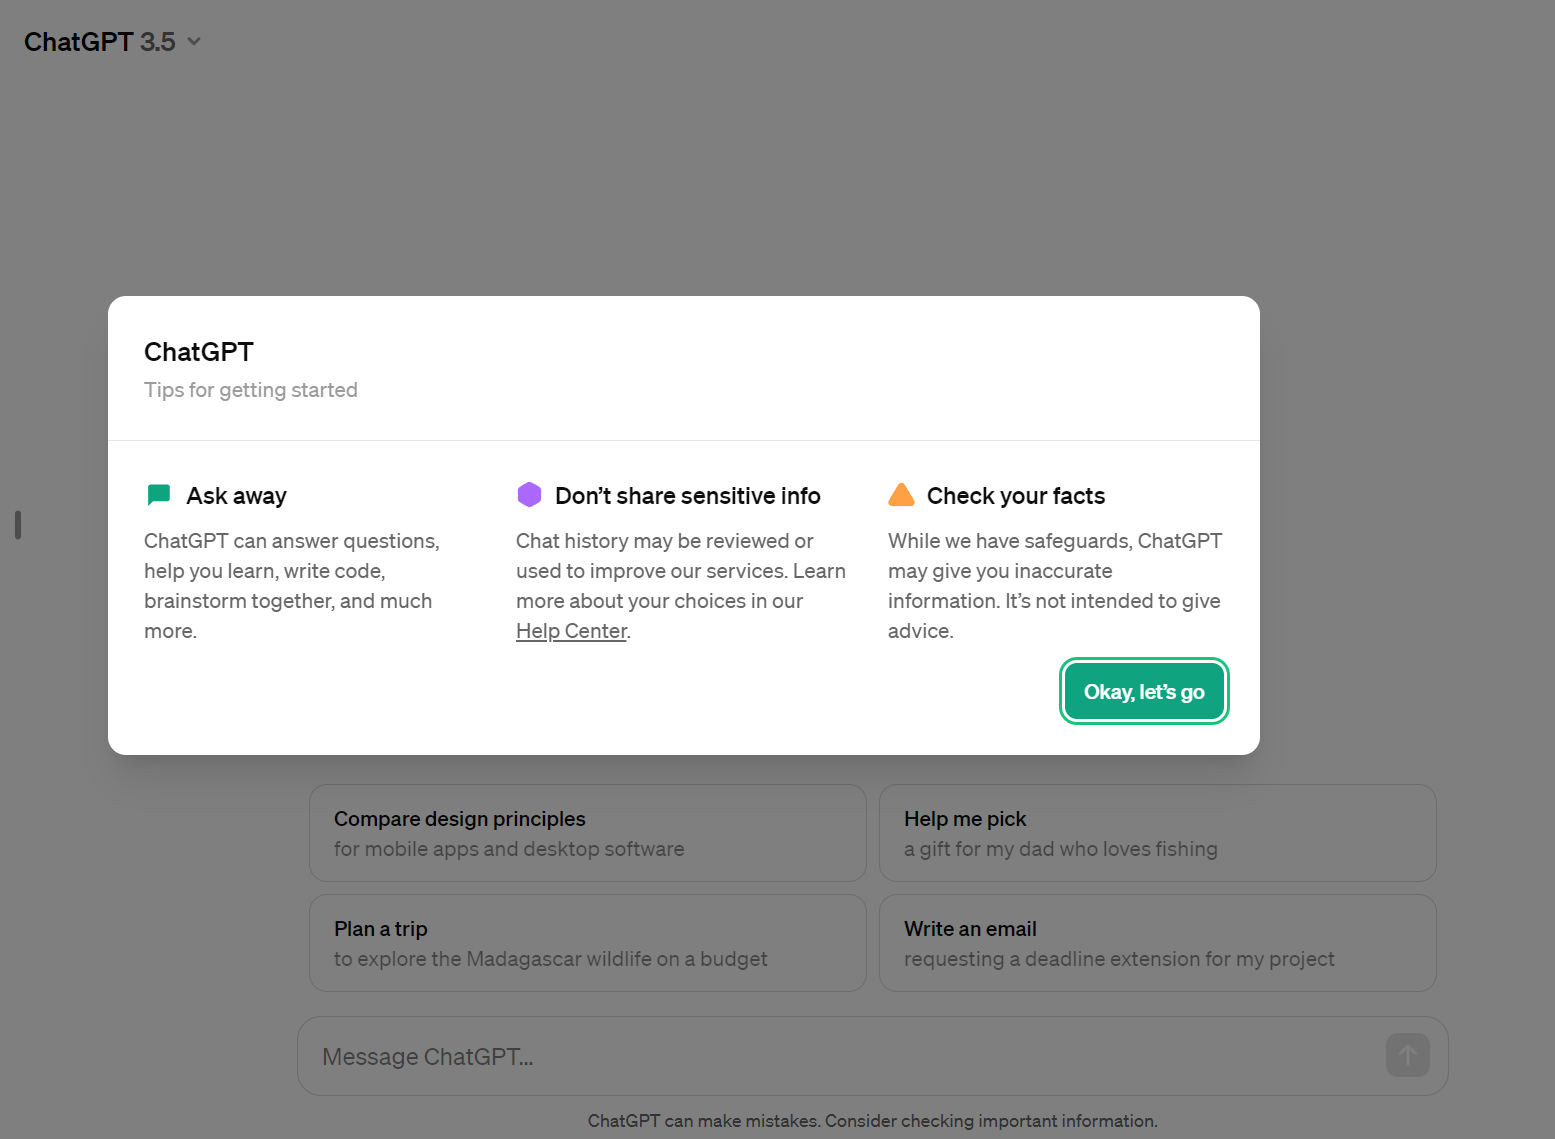 ChatGPT 3.5
ChatGPT
Tips for getting started
Ask away
ChatGPT can answer questions,
help you learn, write code,
brainstorm together, and much
more.
Don’t share sensitive info
Chat history may be reviewed or
used to improve our services. Learn
more about your choices in our
Help Center.
Check your facts
While we have safeguards, ChatGPT
may give you inaccurate
information. It’s not intended to give
advice.
Okay, let’s go
Compare design principles
for mobile apps and desktop software
Help me pick
a gift for my dad who loves fishing
Plan a trip
to explore the Madagascar wildlife on a budget
Write an email
requesting a deadline extension for my project
Message ChatGPT…
ChatGPT can make mistakes. Consider checking important information.